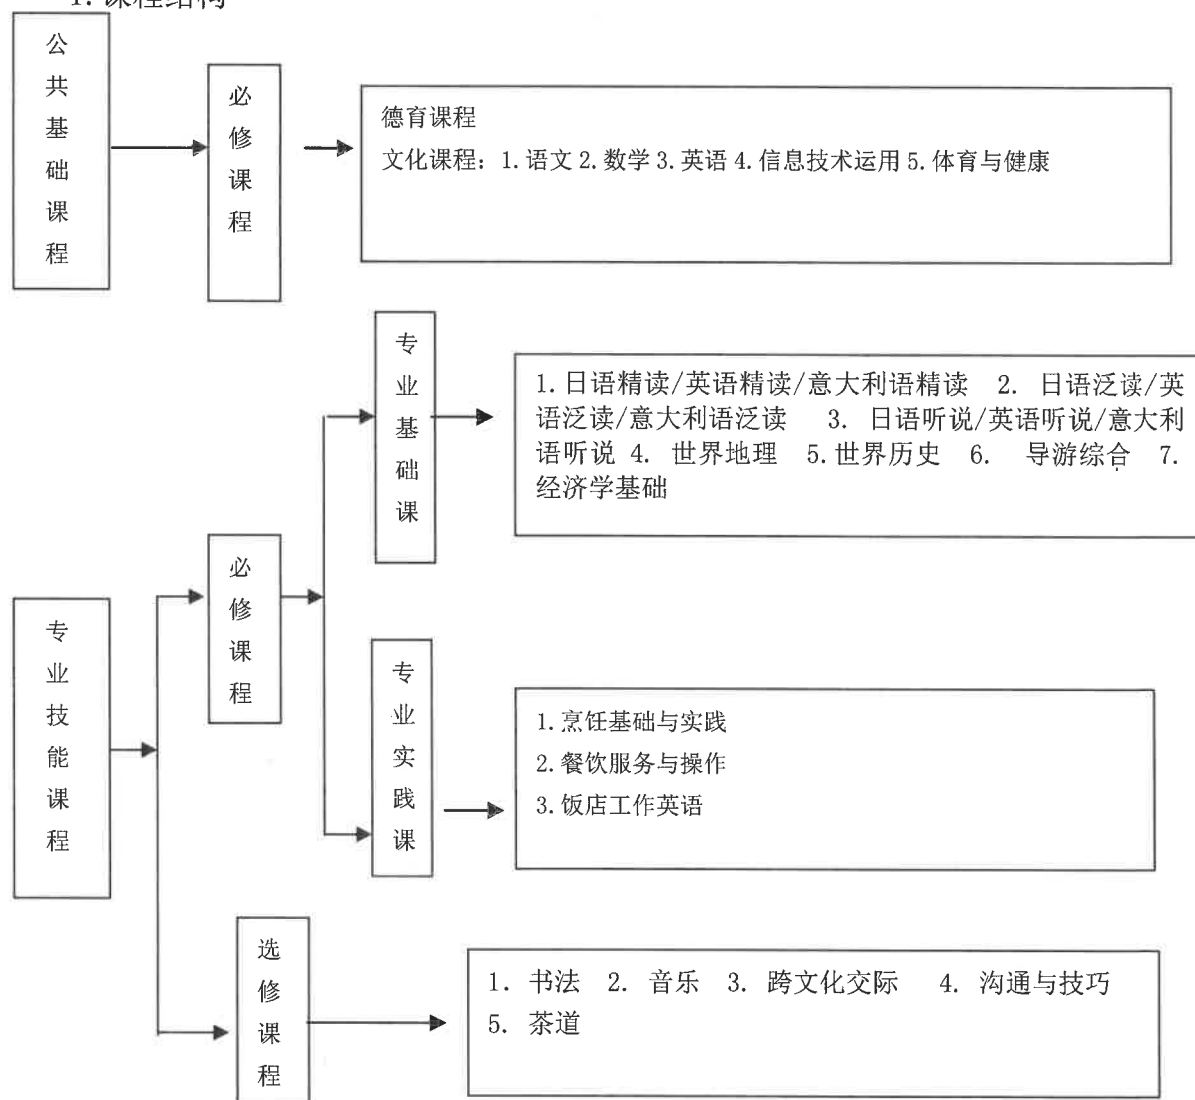 1.课程结构
公共基础课程
必修课程
德育课程
文化课程：1.语文 2.数学 3.英语 4.信息技术运用 5.体育与健康
专业技能课程
必修课程
专业基础课
1.日语精读/英语精读/意大利语精读 2. 日语泛读/英
语泛读/意大利语泛读 3. 日语听说/英语听说/意大利
语听说 4. 世界地理 5.世界历史 6. 导游综合 7.
经济学基础
专业实践课
1.烹饪基础与实践
2.餐饮服务与操作
3.饭店工作英语
选修课程
1. 书法 2. 音乐 3. 跨文化交际 4. 沟通与技巧
5. 茶道